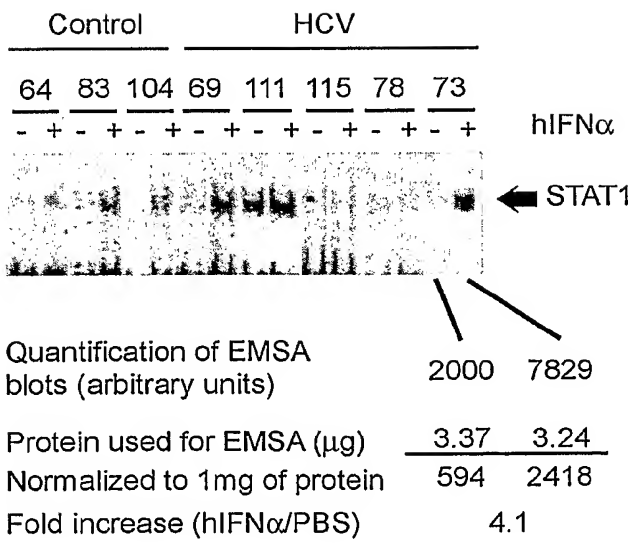 Control HCV
64 83 104 69 111 115 78 73
- + - + - + - + - + - + - + - + hIFNα
STAT1
Quantification of EMSA
blots (arbitrary units) 2000 7829
Protein used for EMSA (μg) 3.37 3.24
Normalized to 1mg of protein 594 2418
Fold increase (hIFNα/PBS) 4.1